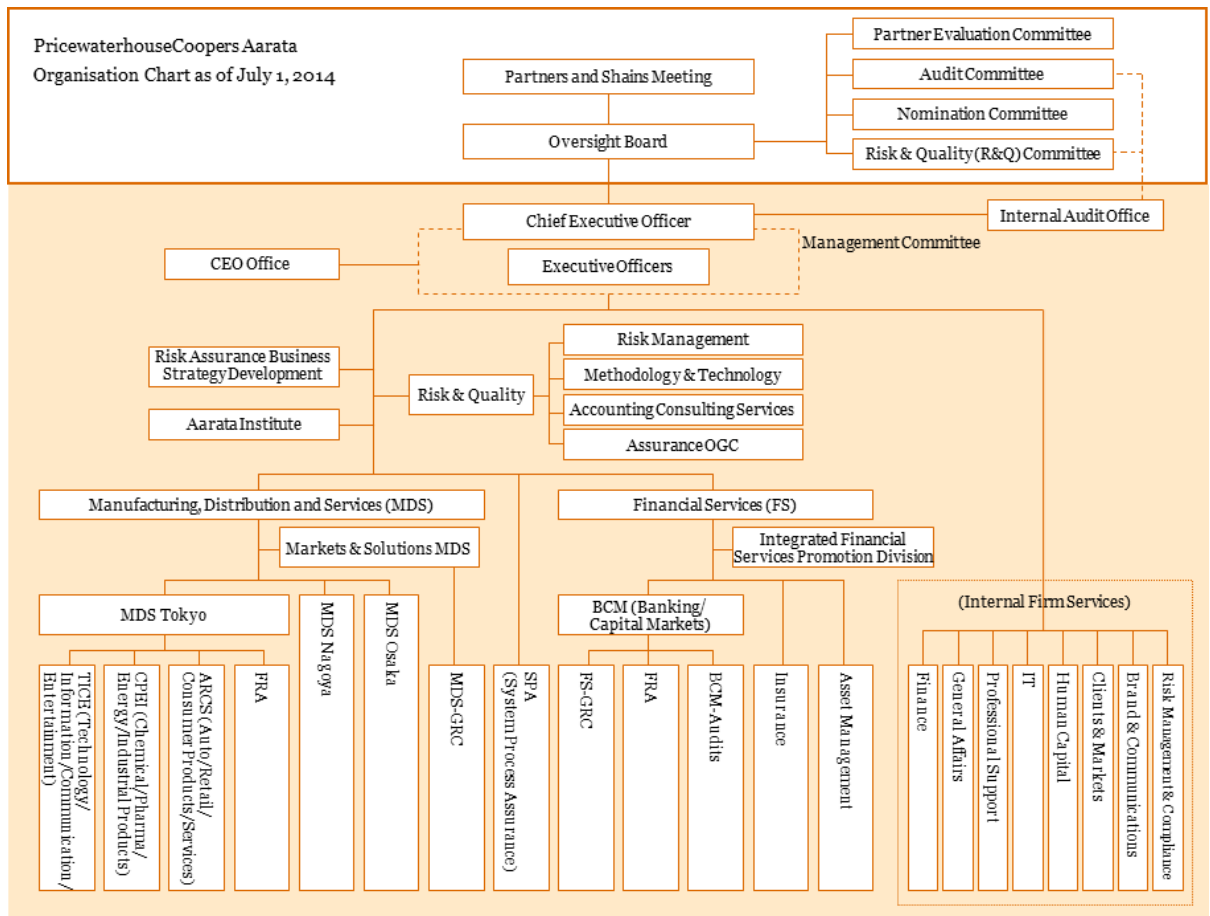 PricewaterhouseCoopers Aarata
Organisation Chart as of July 1, 2014
Partners and Shains Meeting
Oversight Board
Partner Evaluation Committee
Audit Committee
Nomination Committee
Risk & Quality (R&Q) Committee
Chief Executive Officer
Internal Audit Office
Management Committee
CEO Office
Executive Officers
Risk Assurance Business
Strategy Development
Aarata Institute
Risk & Quality
Risk Management
Methodology & Technology
Accounting Consulting Services
Assurance OGC
Manufacturing, Distribution and Services (MDS)
Financial Services (FS)
Markets & Solutions MDS
Integrated Financial
Services Promotion Division
MDS Tokyo
MDS Nagoya
MDS Osaka
BCM (Banking/
Capital Markets)
(Internal Firm Services)
TICE (Technology/
Information/Communication/
Entertainment)
CPEI (Chemical/Pharma/
Energy/Industrial Products)
ARCS (Auto/Retail/
Consumer Products/Services)
FRA
MDS-GRC
SPA
(System Process Assurance)
FS-GRC
FRA
BCM-Audits
Insurance
Asset Management
Finance
General Affairs
Professional Support
IT
Human Capital
Clients & Markets
Brand & Communications
Risk Management & Compliance